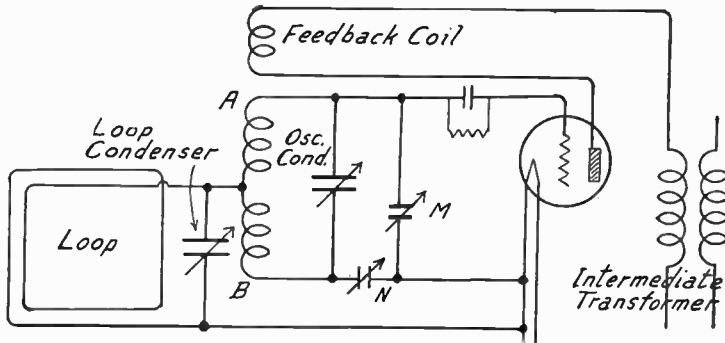 Feedback Coil
A
Loop
Condenser
Osc.
Cond.
M
Loop
B
N
Intermediate
Transformer